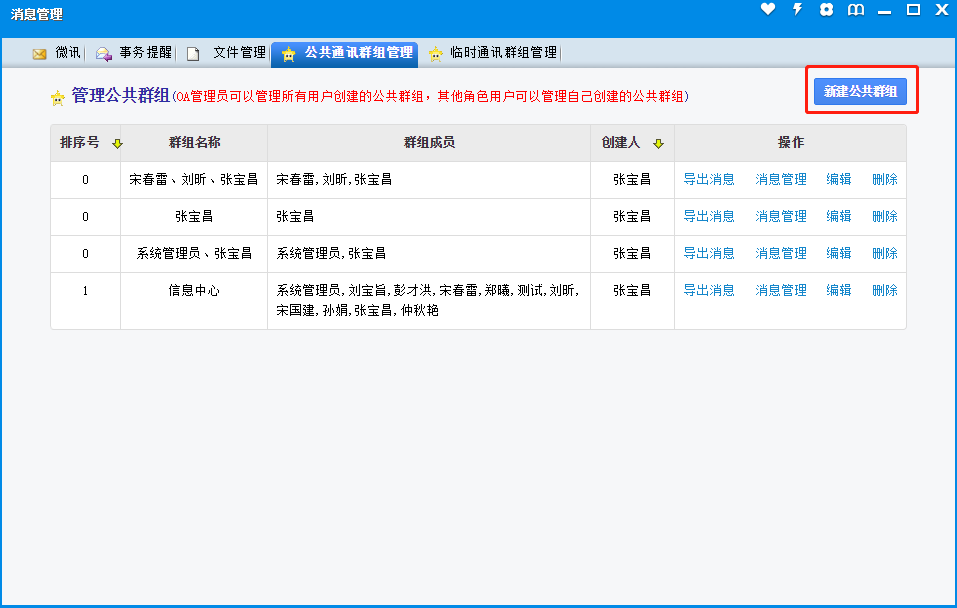 消息管理
微讯 事务提醒 文件管理 公共通讯群组管理 临时通讯群组管理
管理公共群组(OA管理员可以管理所有用户创建的公共群组，其他角色用户可以管理自己创建的公共群组) 新建公共群组
排序号 群组名称 群组成员 创建人 操作
0 宋春雷、刘昕、张宝昌 宋春雷,刘昕,张宝昌 张宝昌 导出消息 消息管理 编辑 删除
0 张宝昌 张宝昌 张宝昌 导出消息 消息管理 编辑 删除
0 系统管理员、张宝昌 系统管理员,张宝昌 张宝昌 导出消息 消息管理 编辑 删除
1 信息中心 系统管理员,刘宝旨,彭才洪,宋春雷,郑曦,测试,刘昕, 张宝昌 导出消息 消息管理 编辑 删除
宋国建,孙娟,张宝昌,仲秋艳